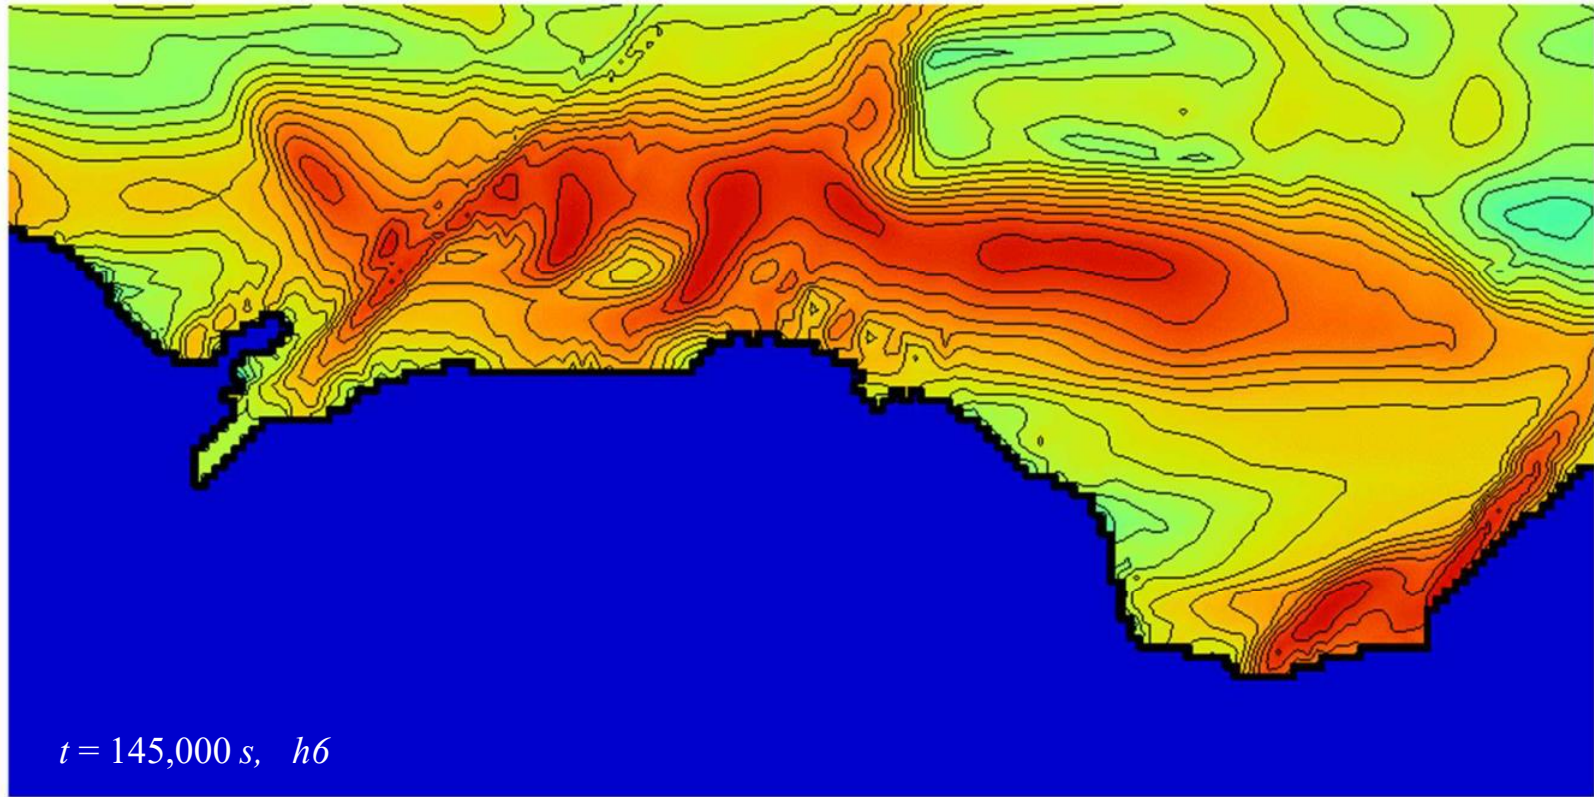 t = 145,000 s, h6